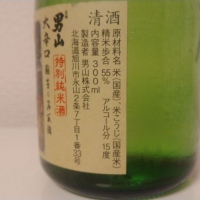 清酒
原材料名 米(国産)、米こうじ(国産米)
精米歩合 55% アルコール分 15度
内容量 300ml
製造者 男山株式会社
北海道旭川市永山2条7丁目1番33号
男山
大辛口
特別純米酒